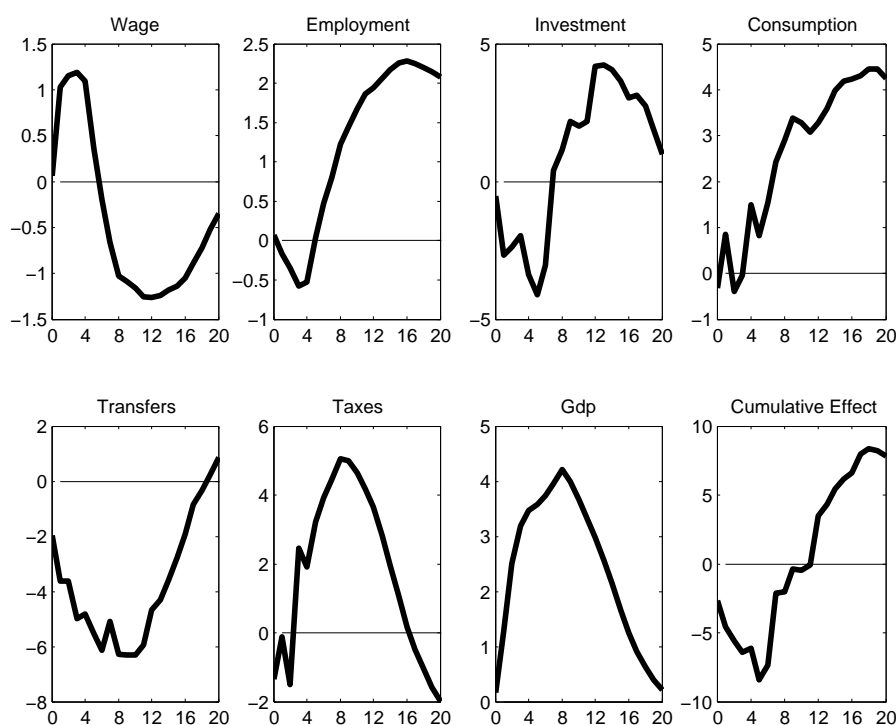 Wage Employment Investment Consumption
1.5 2.5 5 5
2 4
1
1.5 3
0.5
1 2
0 0
0.5 1
−0.5
0 0
−1
−0.5
−1.5 −1 −5 −1
0 4 8 12 16 20 0 4 8 12 16 20 0 4 8 12 16 20 0 4 8 12 16 20
Transfers Taxes Gdp Cumulative Effect
2 6 5 10
0 4 4 5
−2 3
2 0
−4 2
−6 0 1 −5
−8 −2 0 −10
0 4 8 12 16 20 0 4 8 12 16 20 0 4 8 12 16 20 0 4 8 12 16 20